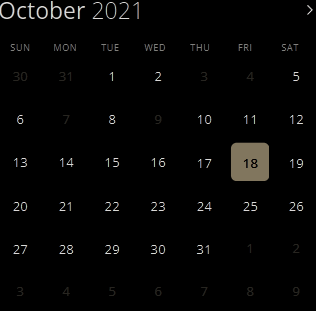 October 2021
SUN MON TUE WED THU FRI SAT
30 31 1 2 3 4 5
6 7 8 9 10 11 12
13 14 15 16 17 18 19
20 21 22 23 24 25 26
27 28 29 30 31 1 2
3 4 5 6 7 8 9